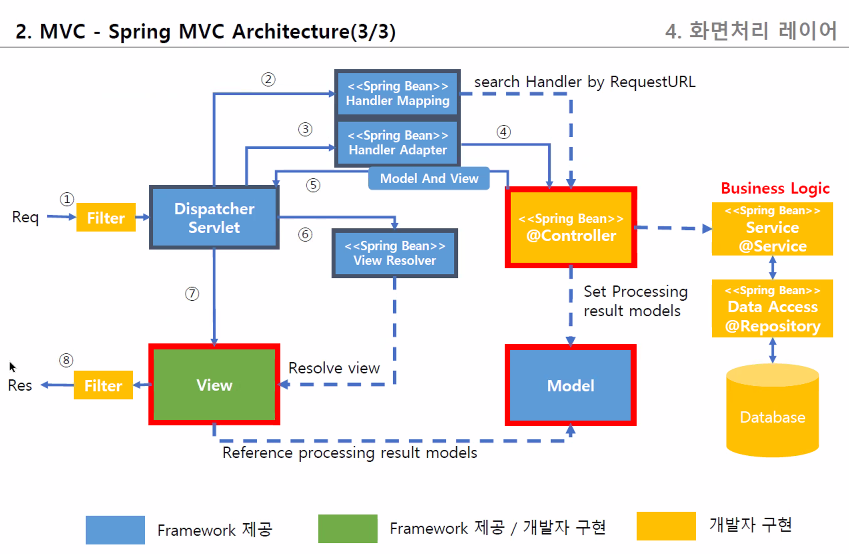 2. MVC - Spring MVC Architecture(3/3)
4. 화면처리 레이어
②
<<Spring Bean>>
Handler Mapping
search Handler by RequestURL
③
<<Spring Bean>>
Handler Adapter
④
⑤
Model And View
Business Logic
①
Req
Filter
Dispatcher
Servlet
⑥
<<Spring Bean>>
View Resolver
<<Spring Bean>>
@Controller
<<Spring Bean>>
Service
@Service
⑦
Set Processing
result models
<<Spring Bean>>
Data Access
@Repository
⑧
Res
Filter
View
Resolve view
Model
Database
Reference processing result models
Framework 제공
Framework 제공 / 개발자 구현
개발자 구현